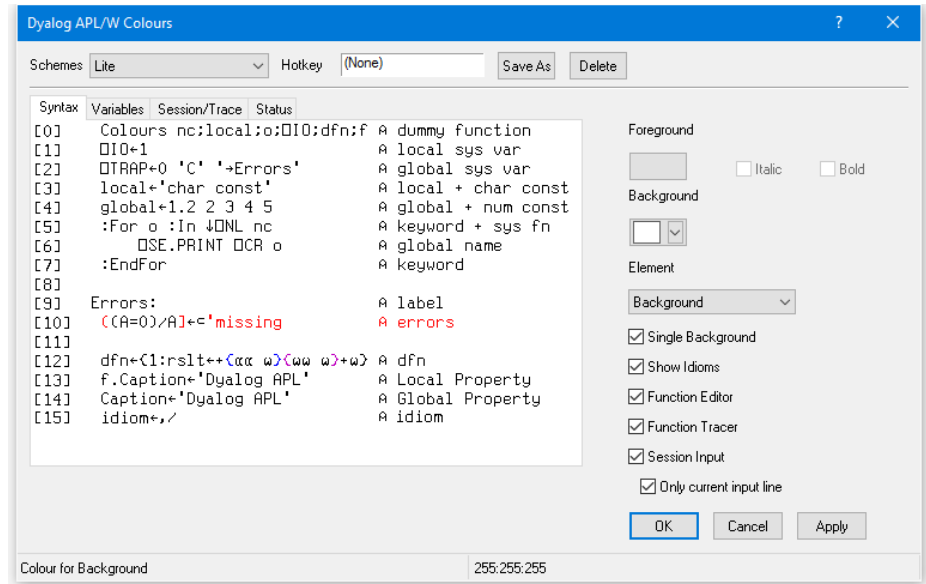 Dyalog APL/W Colours
Schemes Lite Hotkey (None) Save As Delete
Syntax Variables Session/Trace Status
[0] Colours nc;local;o;⎕IO;dfn;f ⍝ dummy function
[1] ⎕IO←1 ⍝ local sys var
[2] ⎕TRAP←0 'C' '→Errors' ⍝ global sys var
[3] local←'char const' ⍝ local + char const
[4] global←1.2 2 3 4 5 ⍝ global + num const
[5] :For o :In ↓⎕NL nc ⍝ keyword + sys fn
[6] ⎕SE.PRINT ⎕CR o ⍝ global name
[7] :EndFor ⍝ keyword
[8]
[9] Errors: ⍝ label
[10] ((A=0)/A]←⊂'missing ⍝ errors
[11]
[12] dfn←{1:rslt←+{⍺⍺ ⍵}{⍵⍵ ⍵}+⍵} ⍝ dfn
[13] f.Caption←'Dyalog APL' ⍝ Local Property
[14] Caption←'Dyalog APL' ⍝ Global Property
[15] idiom←,/ ⍝ idiom
Foreground
Italic Bold
Background
Element
Background
Single Background
Show Idioms
Function Editor
Function Tracer
Session Input
Only current input line
OK Cancel Apply
Colour for Background 255:255:255